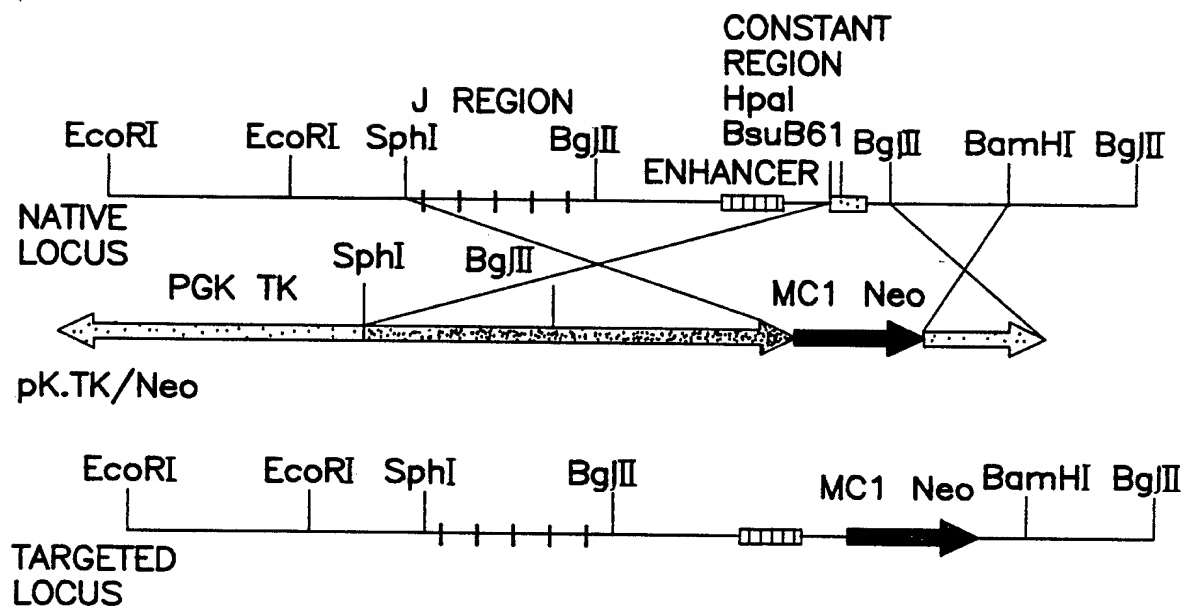 CONSTANT
REGION
HpaI
BsuB61
J REGION
EcoRI EcoRI SphI BglII BglII BamHI BglII
ENHANCER
NATIVE
LOCUS
SphI BglII
PGK TK MC1 Neo
pK.TK/Neo
EcoRI EcoRI SphI BglII MC1 Neo BamHI BglII
TARGETED
LOCUS